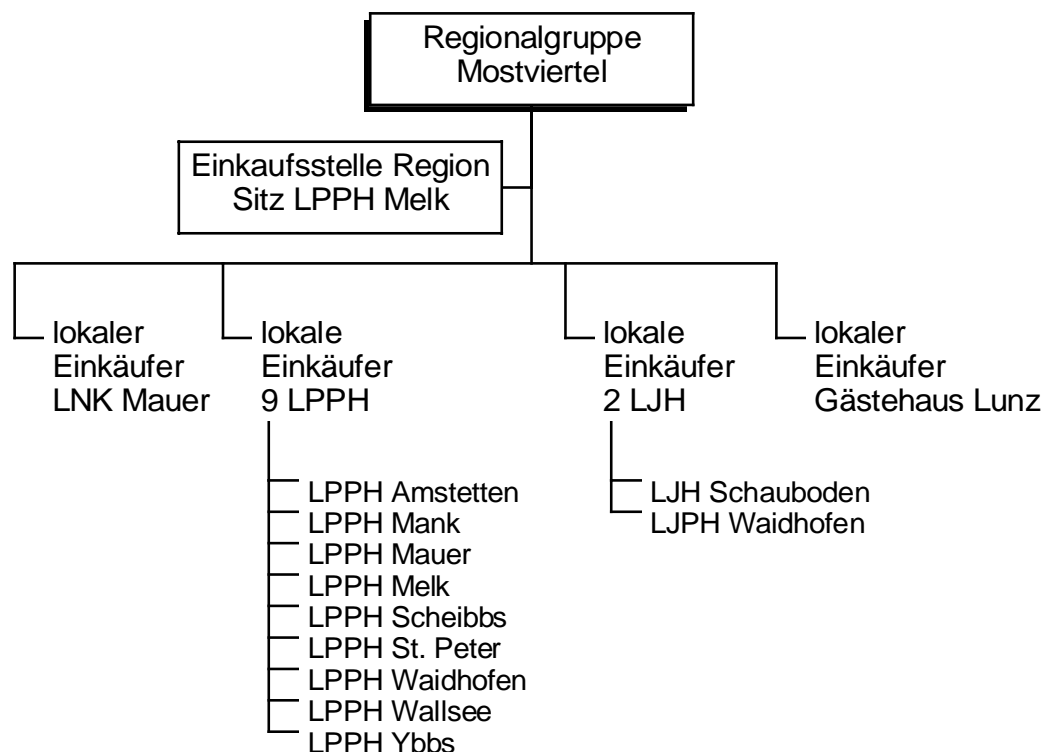 Regionalgruppe
Mostviertel
Einkaufsstelle Region
Sitz LPPH Melk
lokaler
Einkäufer
LNK Mauer
lokale
Einkäufer
9 LPPH
LPPH Amstetten
LPPH Mank
LPPH Mauer
LPPH Melk
LPPH Scheibbs
LPPH St. Peter
LPPH Waidhofen
LPPH Wallsee
LPPH Ybbs
lokale
Einkäufer
2 LJH
LJH Schauboden
LJPH Waidhofen
lokaler
Einkäufer
Gästehaus Lunz